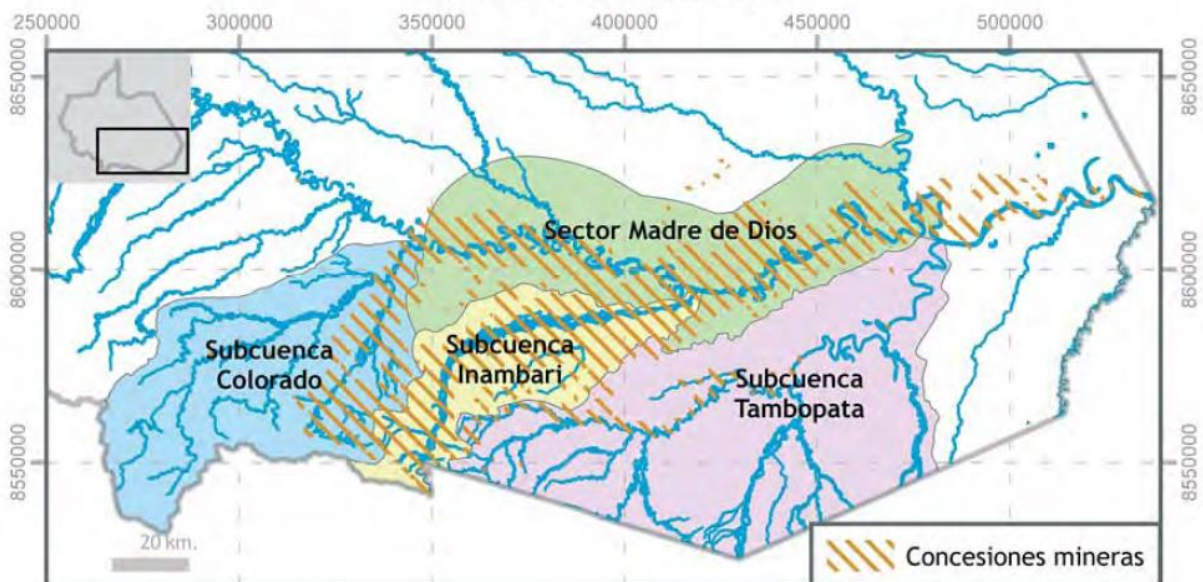 250000 300000 350000 400000 450000 500000
8650000
8650000
Sector Madre de Dios
8600000
8600000
Subcuenca
Colorado
Subcuenca
Inambari
Subcuenca
Tambopata
8550000
8550000
20 km.
Concesiones mineras